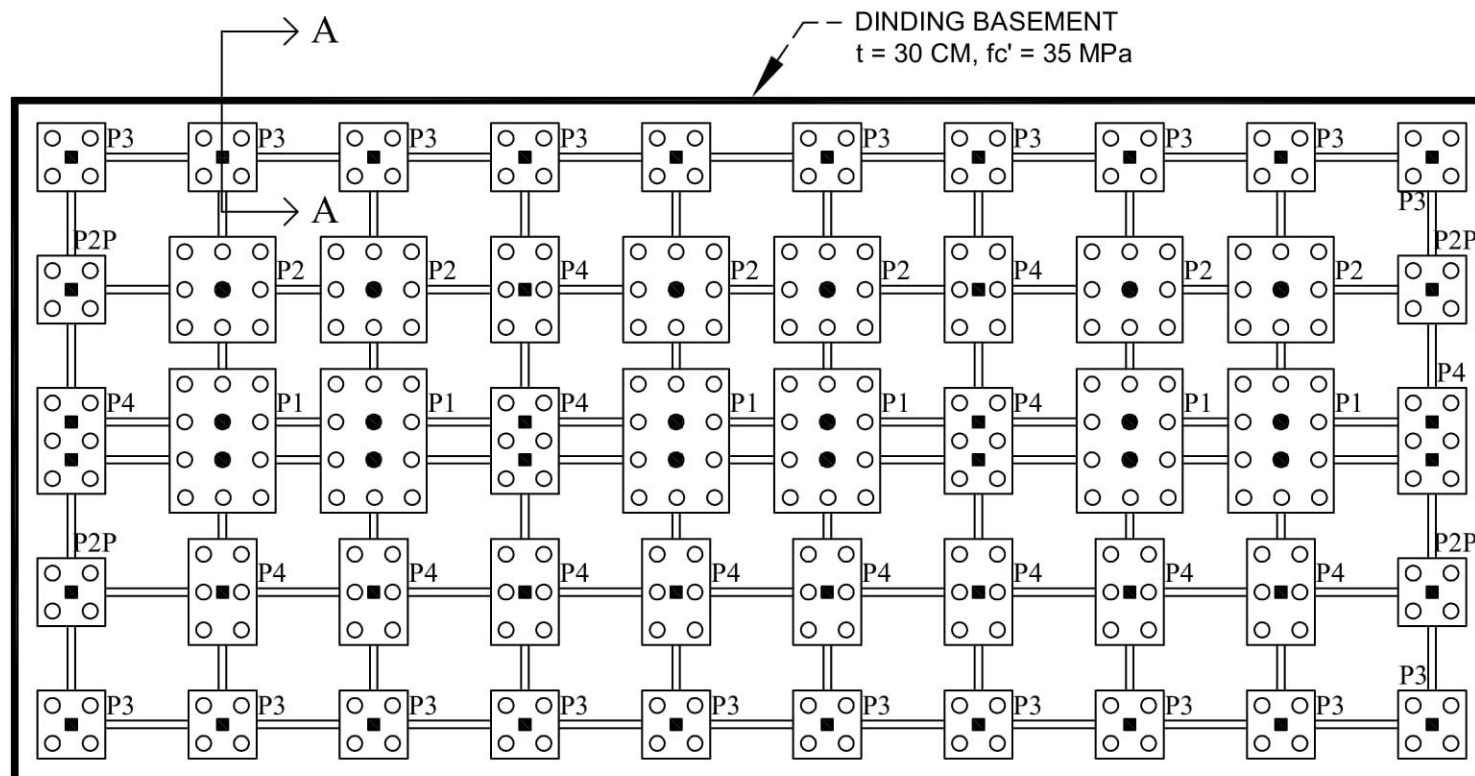 A
DINDING BASEMENT
t = 30 CM, fc' = 35 MPa
P3 P3 P3 P3 P3 P3 P3 P3 P3
P3
A
P2P P2P
P2 P2 P4 P2 P2 P4 P2 P2
P4
P4 P1 P1 P4 P1 P1 P4 P1 P1
P2P P2P
P4 P4 P4 P4 P4 P4 P4 P4
P3
P3 P3 P3 P3 P3 P3 P3 P3 P3